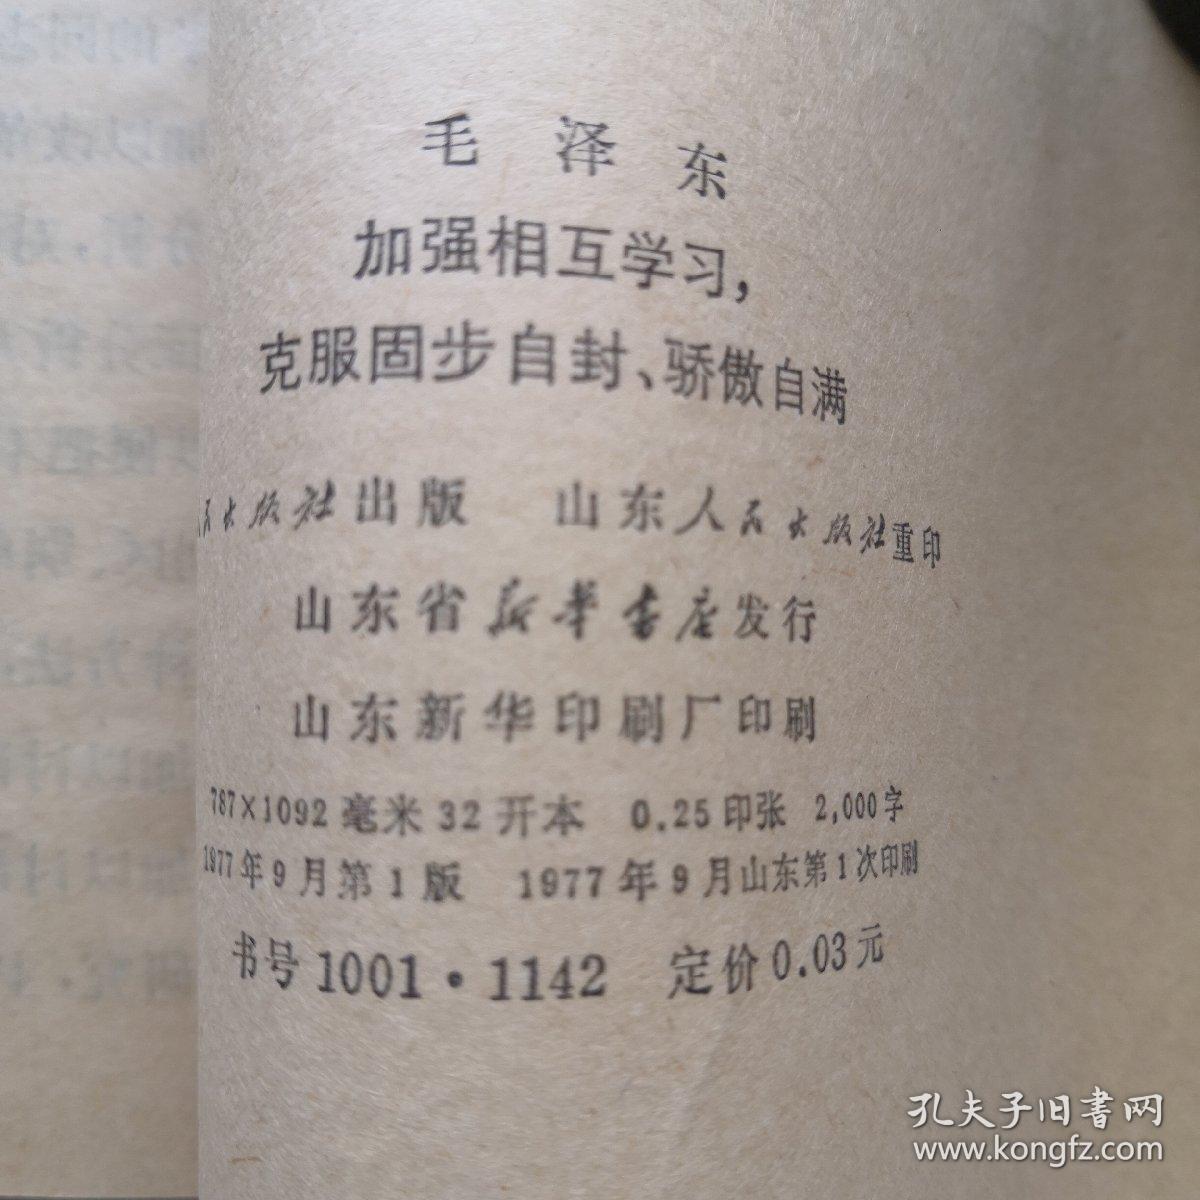 毛泽东
加强相互学习，
克服固步自封、骄傲自满
民出版社出版 山东人民出版社重印
山东省新华书店发行
山东新华印刷厂印刷
787×1092毫米32开本 0.25印张 2,000字
1977年9月第1版 1977年9月山东第1次印刷
书号1001·1142 定价0.03元
孔夫子旧书网
www.kongfz.com